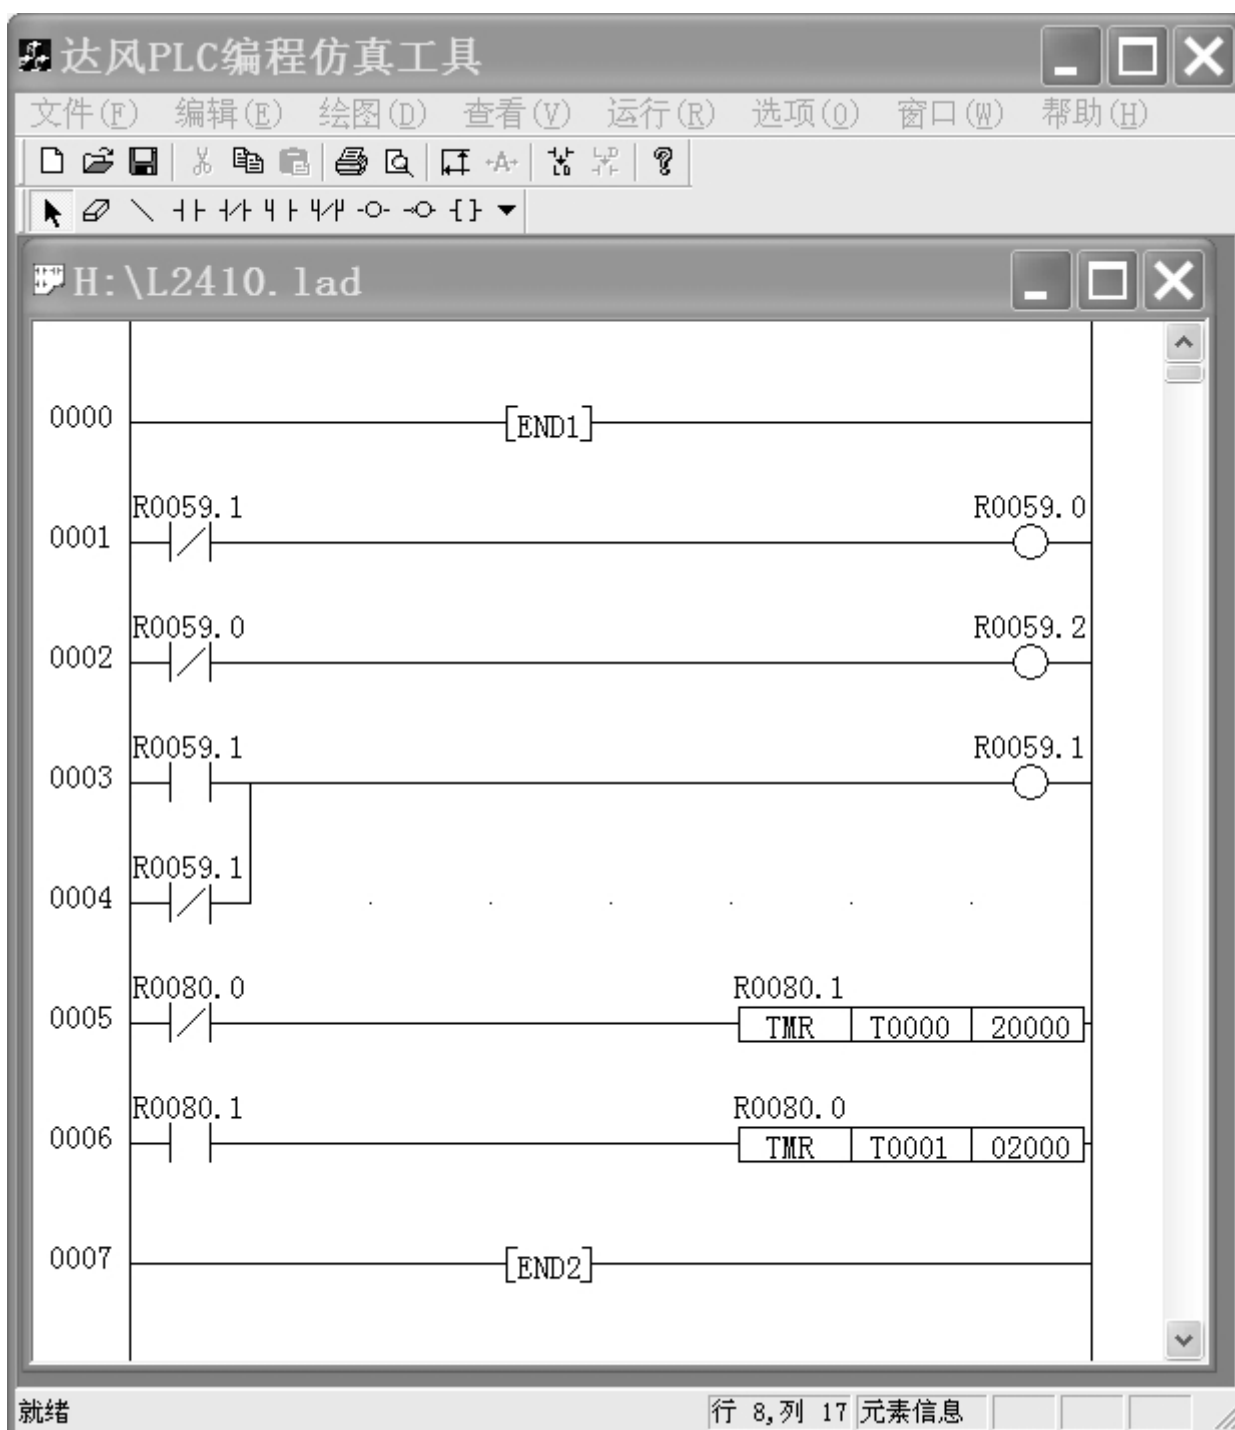 达风PLC编程仿真工具
文件(F) 编辑(E) 绘图(D) 查看(V) 运行(R) 选项(O) 窗口(W) 帮助(H)
H:\L2410.lad
0000 [END1]
R0059.1 R0059.0
0001
R0059.0 R0059.2
0002
R0059.1 R0059.1
0003
R0059.1
0004
R0080.0 R0080.1
0005 TMR T0000 20000
R0080.1 R0080.0
0006 TMR T0001 02000
0007 [END2]
就绪 行 8,列 17 元素信息